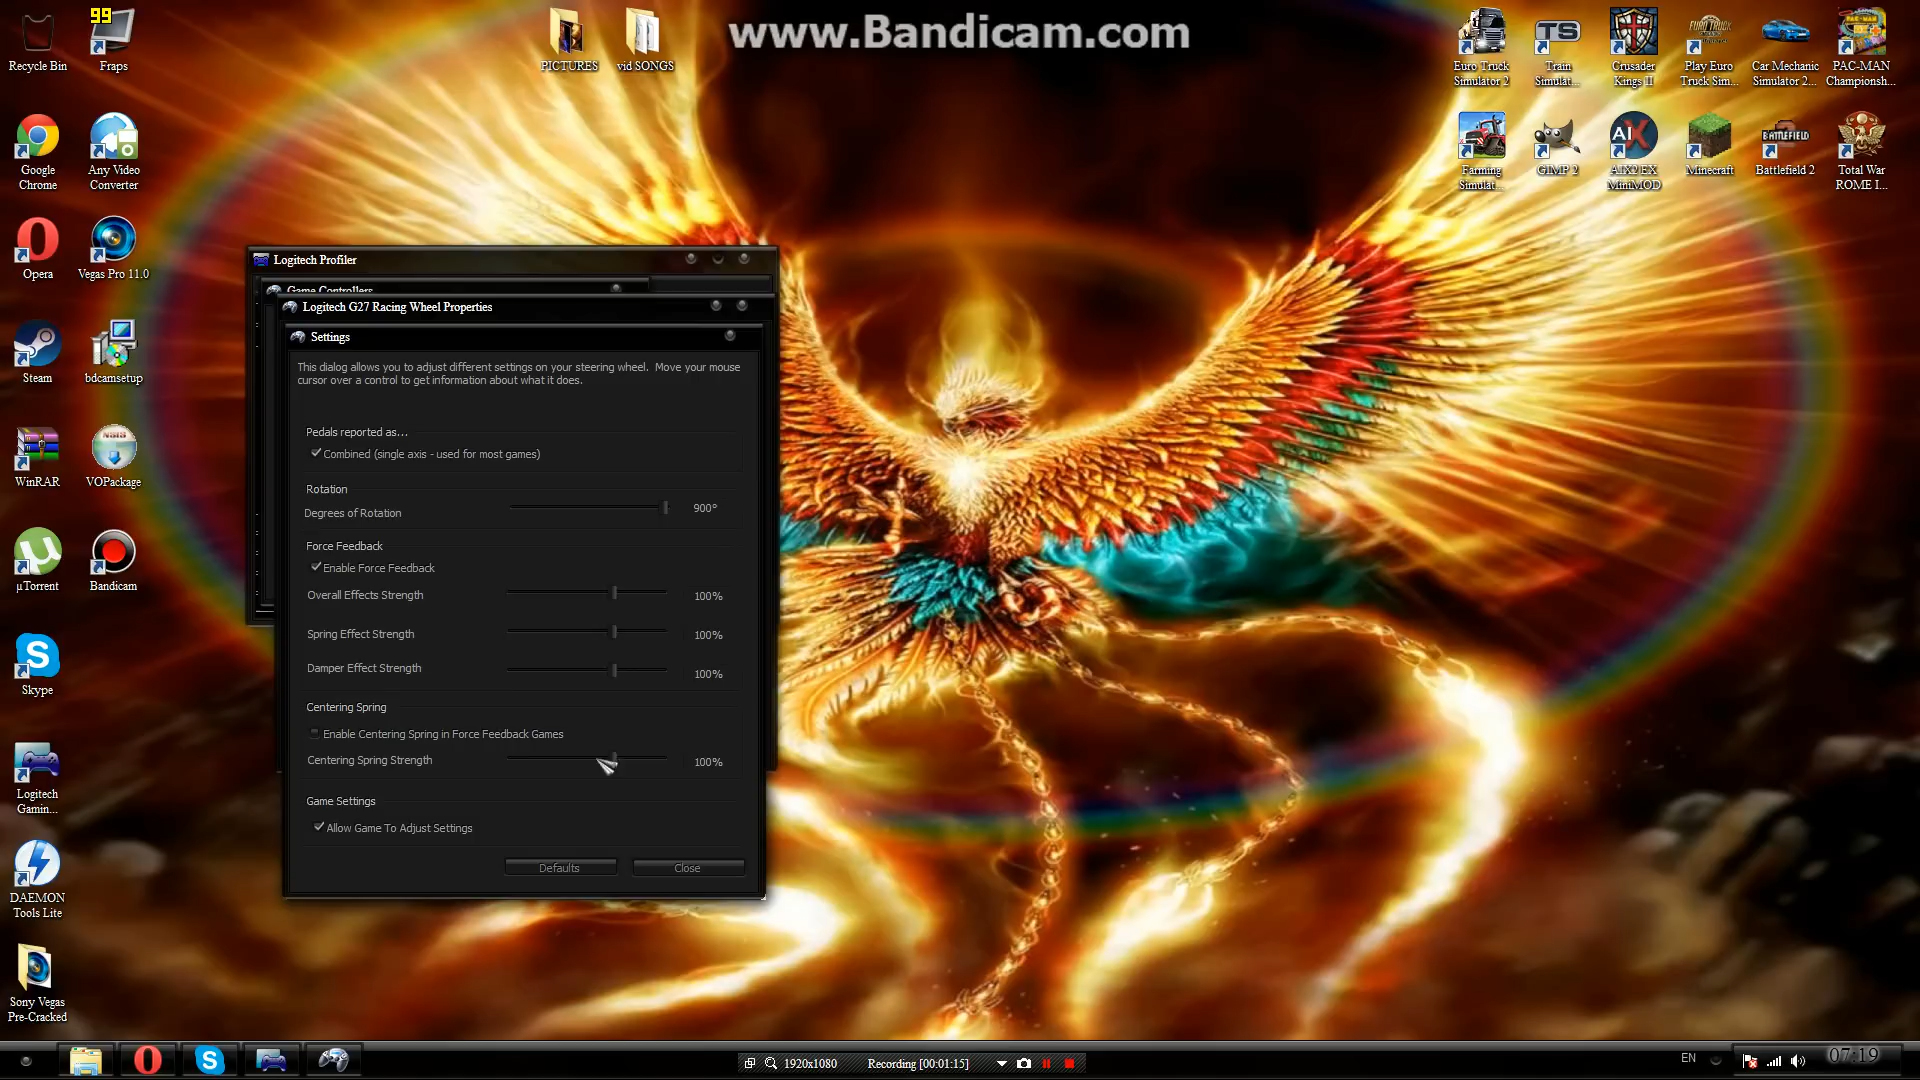 www.Bandicam.com
99
Recycle Bin
Fraps
PICTURES
vid SONGS
Euro Truck
Simulator 2
Train
Simulat...
Crusader
Kings II
Play Euro
Truck Sim...
Car Mechanic
Simulator 2...
PAC-MAN
Championsh...
Google
Chrome
Any Video
Converter
Farming
Simulat...
GIMP 2
AIX2 EX
MiniMOD
Minecraft
BATTLEFIELD
Battlefield 2
Total War
ROME I...
Opera
Vegas Pro 11.0
Steam
bdcamsetup
WinRAR
VOPackage
µTorrent
Bandicam
Skype
Logitech
Gamin...
DAEMON
Tools Lite
Sony Vegas
Pre-Cracked
Logitech Profiler
Game Controllers
Logitech G27 Racing Wheel Properties
Settings
This dialog allows you to adjust different settings on your steering wheel. Move your mouse
cursor over a control to get information about what it does.
Pedals reported as...
Combined (single axis - used for most games)
Rotation
Degrees of Rotation
900°
Force Feedback
Enable Force Feedback
Overall Effects Strength
100%
Spring Effect Strength
100%
Damper Effect Strength
100%
Centering Spring
Enable Centering Spring in Force Feedback Games
Centering Spring Strength
100%
Game Settings
Allow Game To Adjust Settings
Defaults
Close
1920x1080
Recording [00:01:15]
EN
07:19